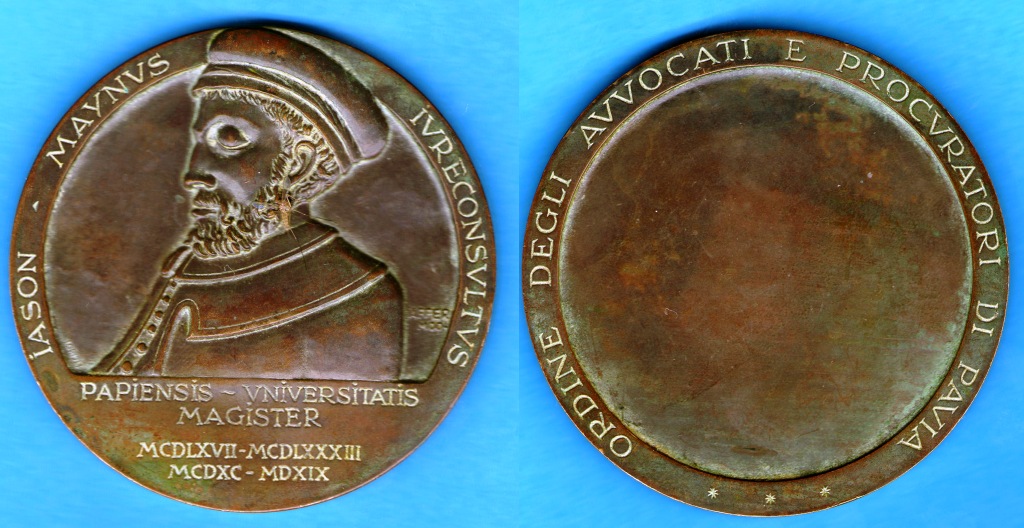 IASON - MAYNVS IVRECONSVLTVS
PAPIENSIS ~ VNIVERSITATIS
MAGISTER
MCDLXVII - MCDLXXXIII
MCDXC - MDXIX
ORDINE DEGLI AVVOCATI E PROCVRATORI DI PAVIA